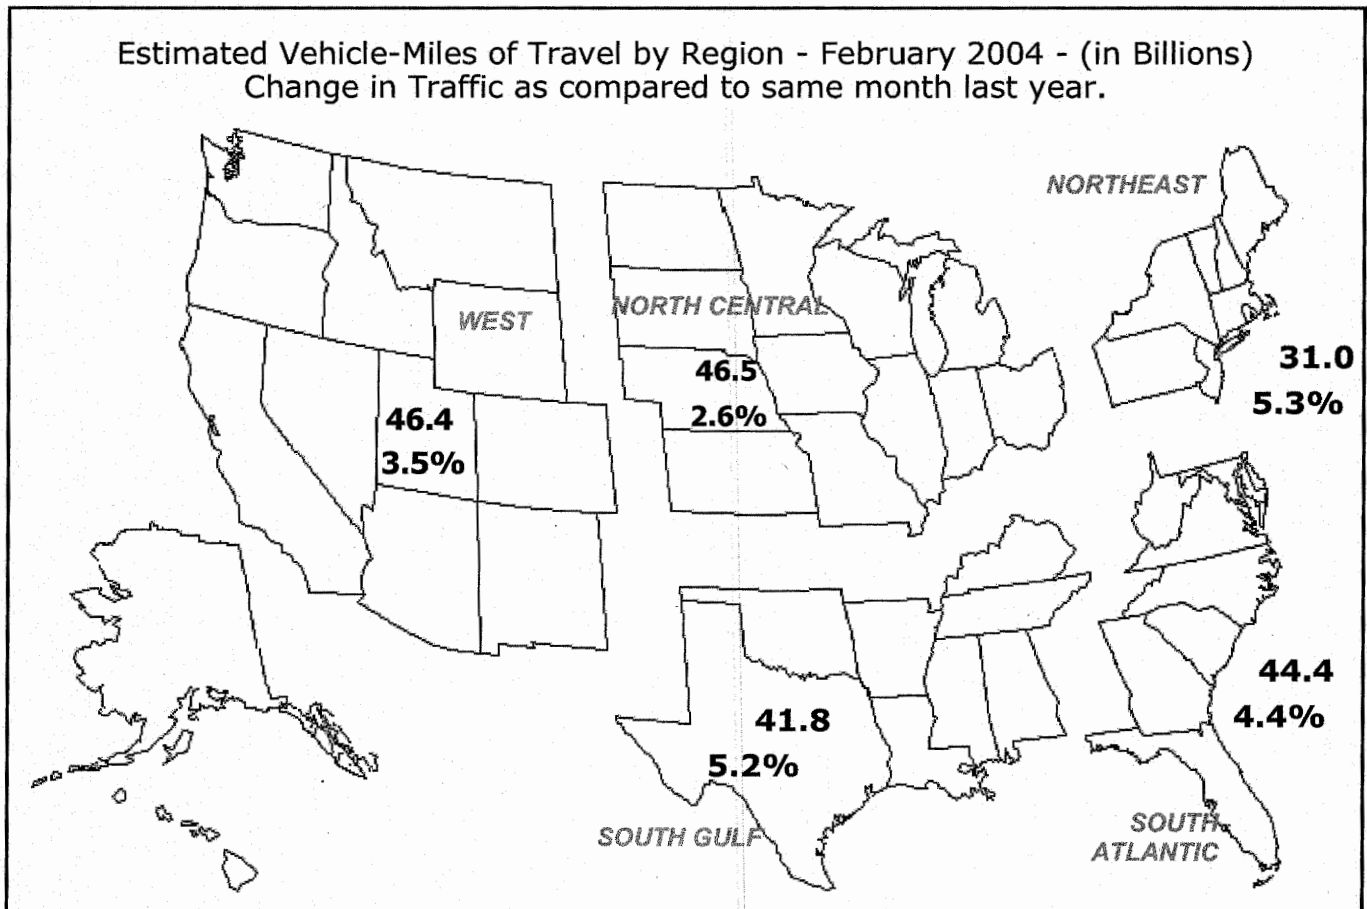 Estimated Vehicle-Miles of Travel by Region - February 2004 - (in Billions)
Change in Traffic as compared to same month last year.
NORTHEAST
31.0
5.3%
WEST
46.4
3.5%
NORTH CENTRAL
46.5
2.6%
44.4
4.4%
SOUTH
ATLANTIC
41.8
5.2%
SOUTH GULF